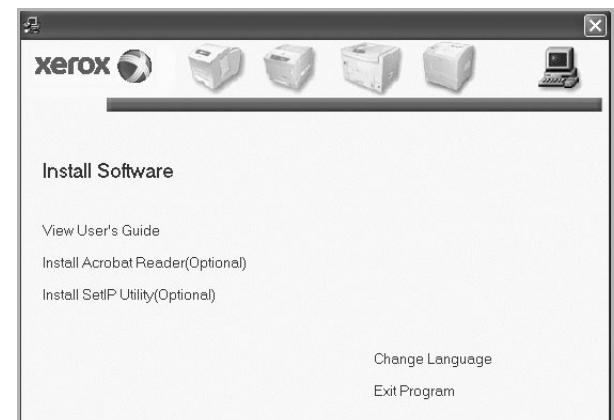 xerox
Install Software
View User's Guide
Install Acrobat Reader(Optional)
Install SetIP Utility(Optional)
Change Language
Exit Program